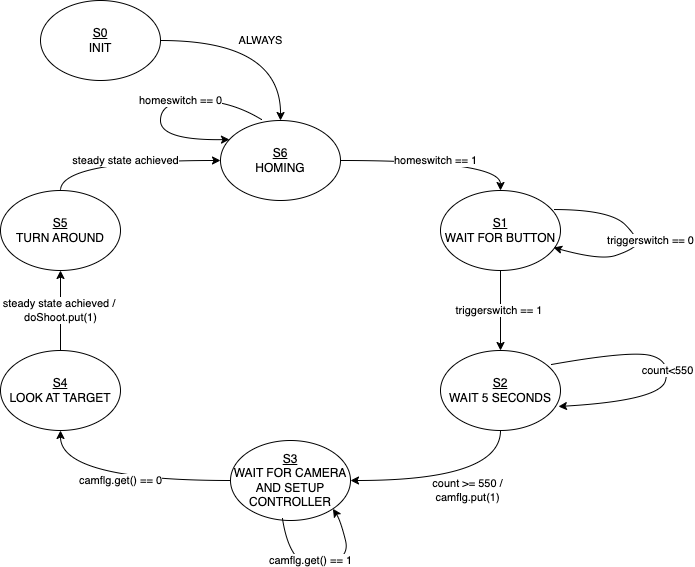 S0
INIT
ALWAYS
homeswitch == 0
S6
HOMING
steady state achieved
homeswitch == 1
S5
TURN AROUND
S1
WAIT FOR BUTTON
triggerswitch == 0
steady state achieved /
doShoot.put(1)
triggerswitch == 1
S4
LOOK AT TARGET
S2
WAIT 5 SECONDS
count<550
S3
WAIT FOR CAMERA
AND SETUP
CONTROLLER
camflg.get() == 0
count >= 550 /
camflg.put(1)
camflg.get() == 1